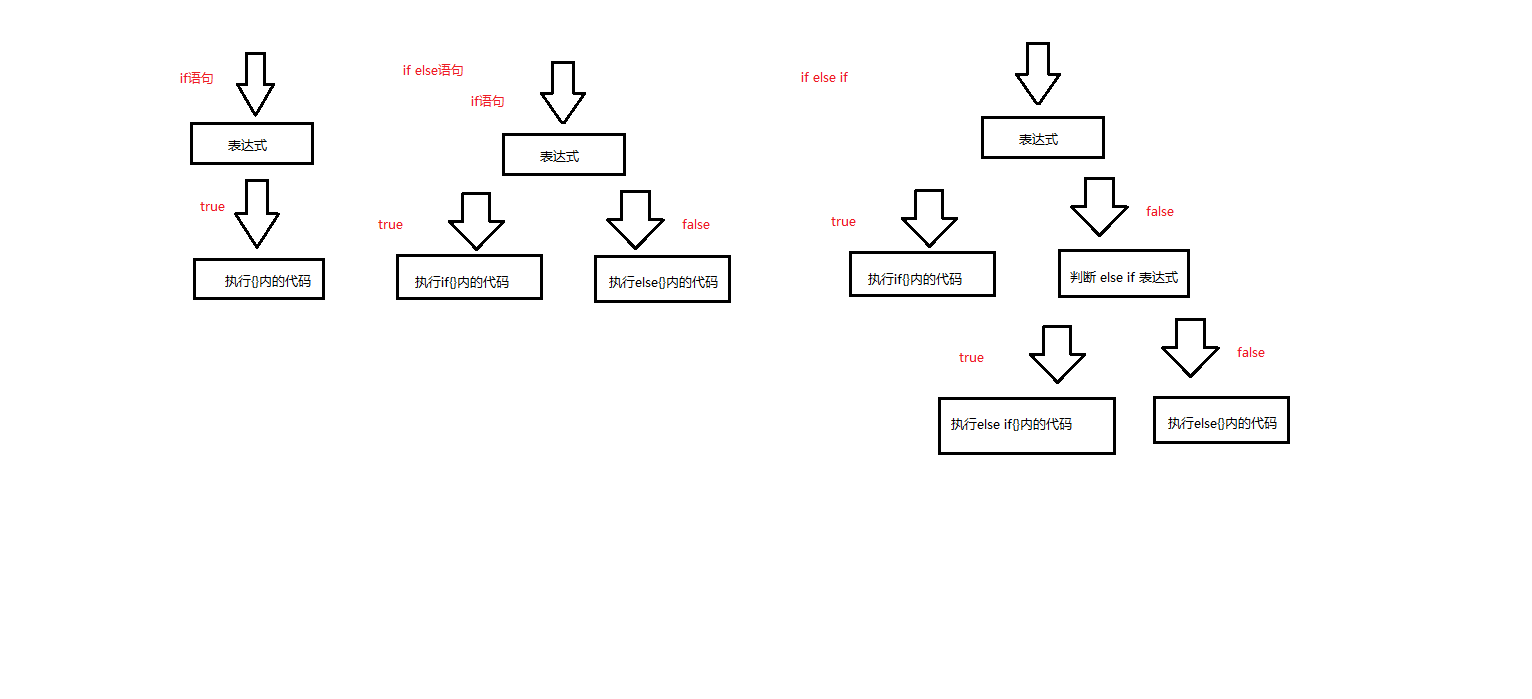 if语句
表达式
true
执行{}内的代码
if else语句
if语句
表达式
true
false
执行if{}内的代码
执行else{}内的代码
if else if
表达式
true
false
执行if{}内的代码
判断 else if 表达式
true
false
执行else if{}内的代码
执行else{}内的代码